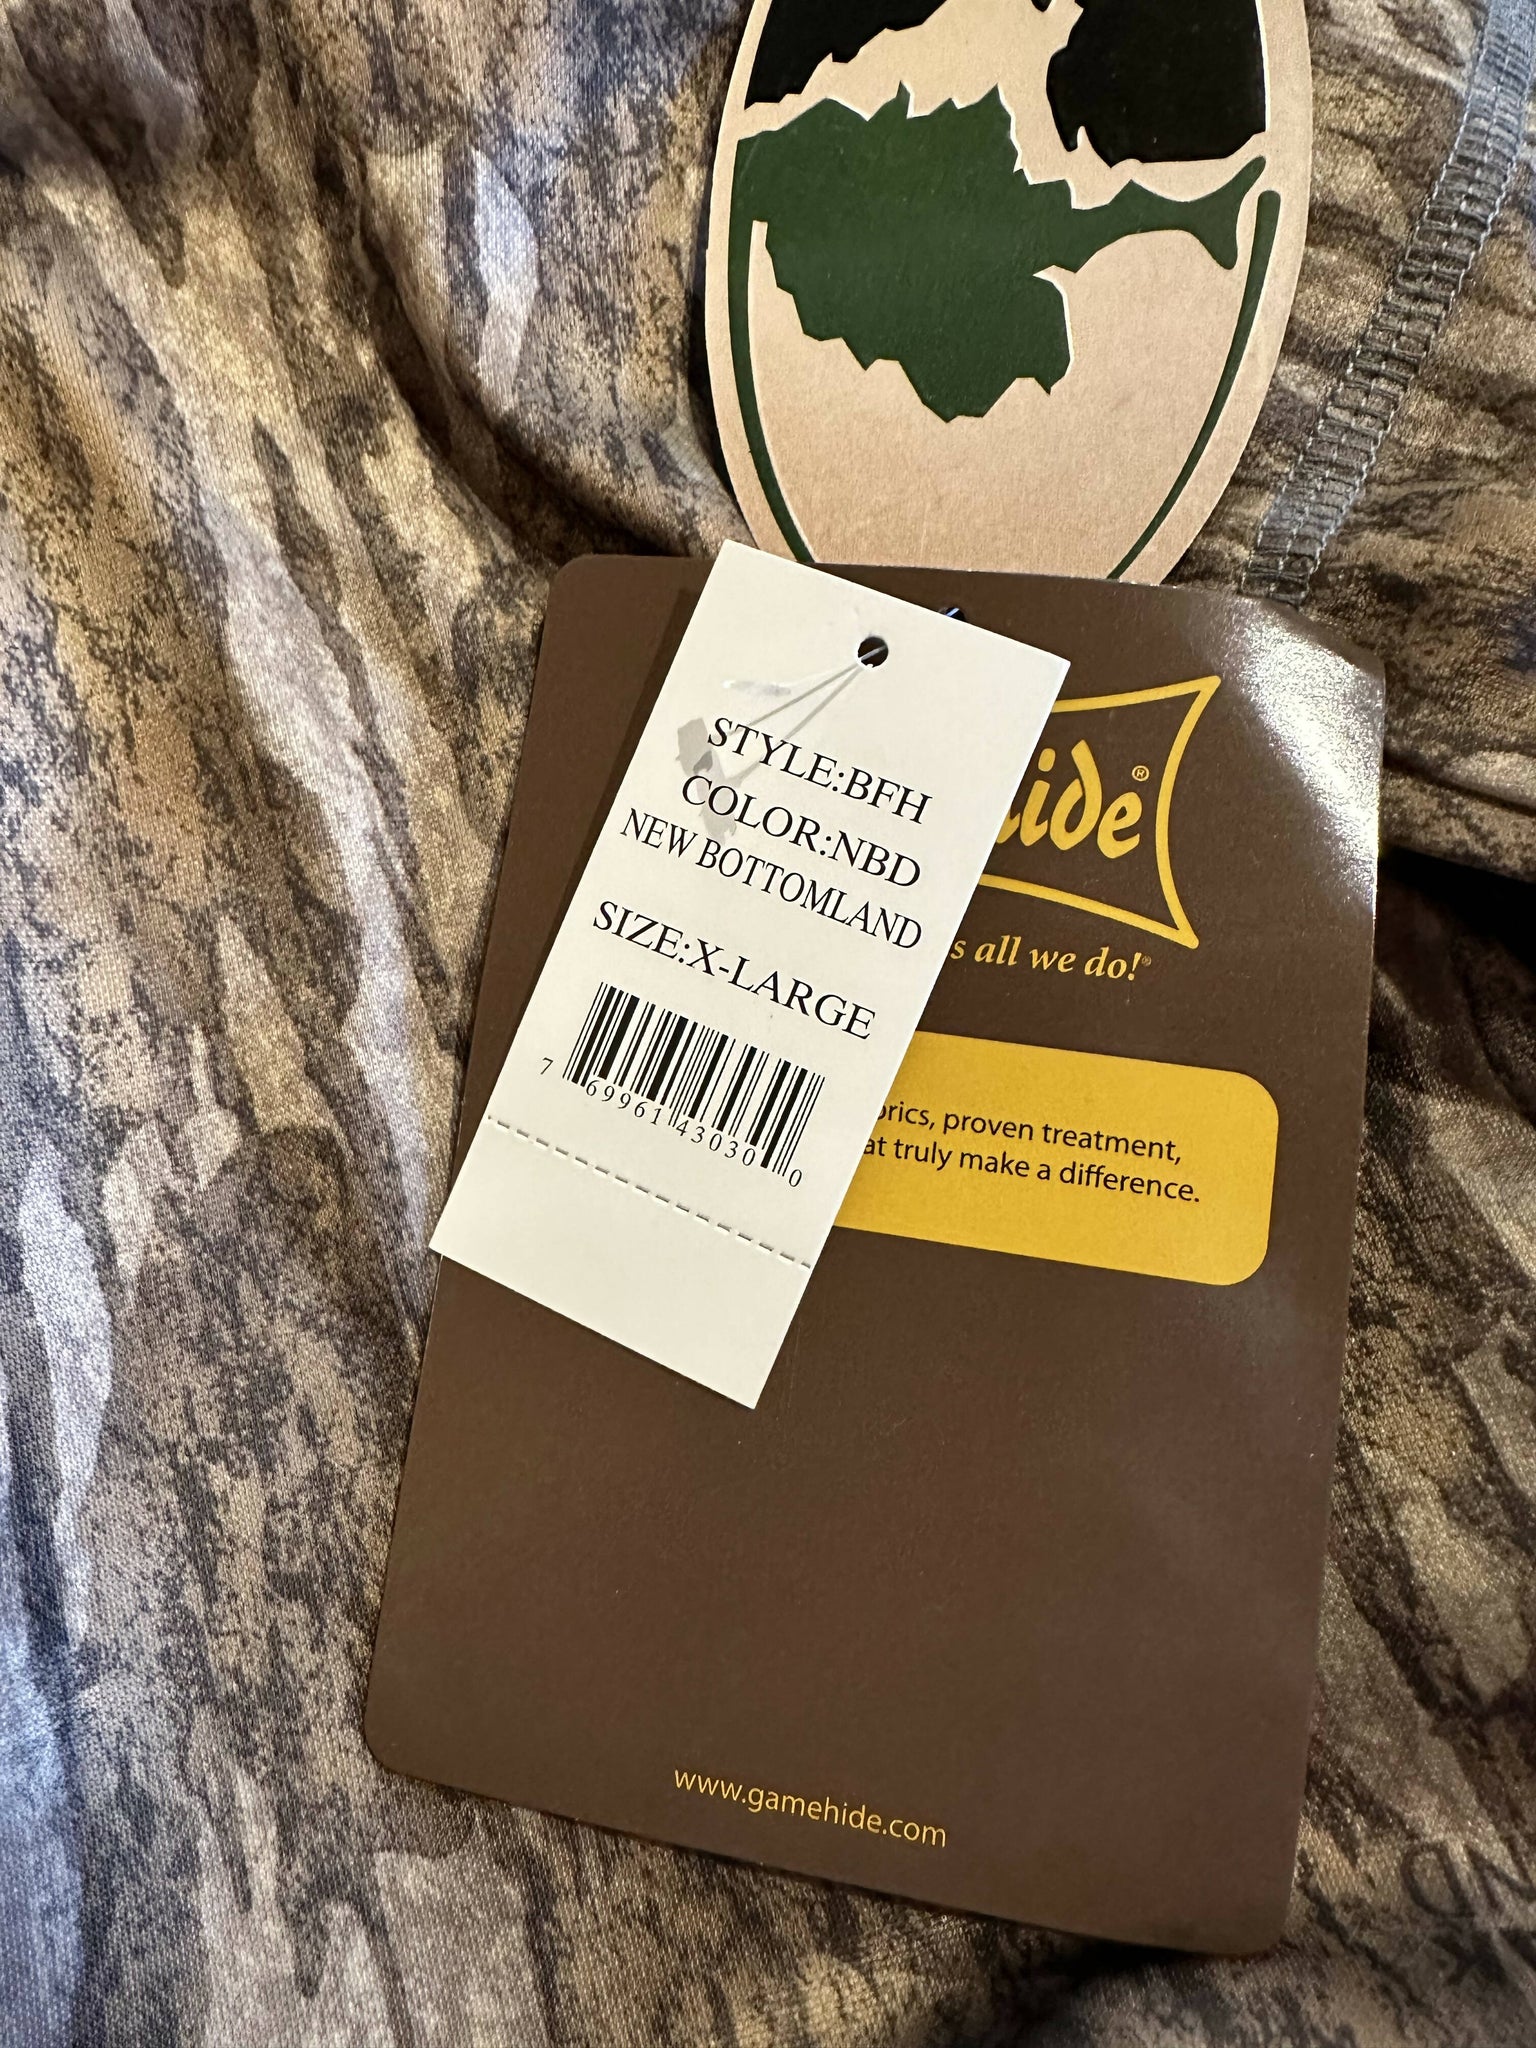 STYLE:BFH
COLOR:NBD
NEW BOTTOMLAND
SIZE:X-LARGE
7 69961 43030 0
ide®
s all we do!®
rics, proven treatment,
at truly make a difference.
www.gamehide.com